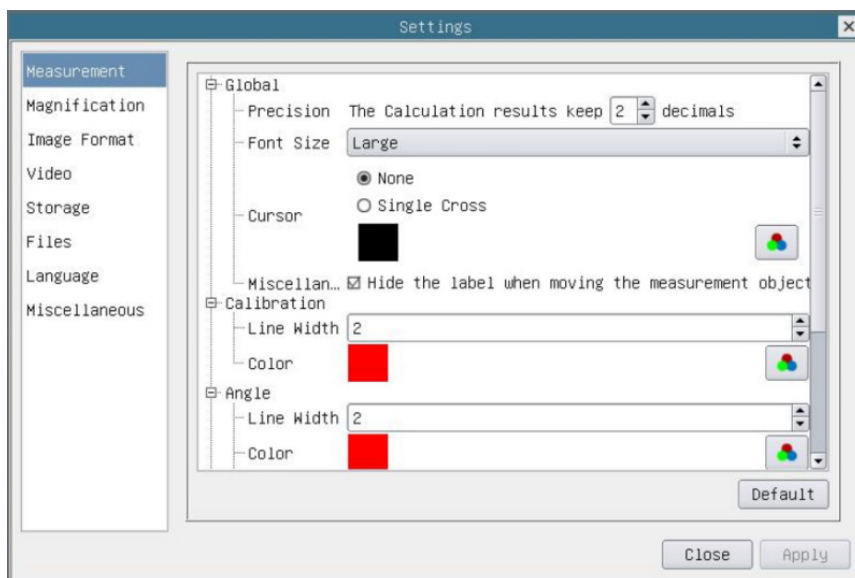 Settings
Measurement
Magnification
Image Format
Video
Storage
Files
Language
Miscellaneous
Global
Precision The Calculation results keep 2 decimals
Font Size Large
None
Cursor
Single Cross
Miscellan... Hide the label when moving the measurement object
Calibration
Line Width 2
Color
Angle
Line Width 2
Color
Default
Close Apply